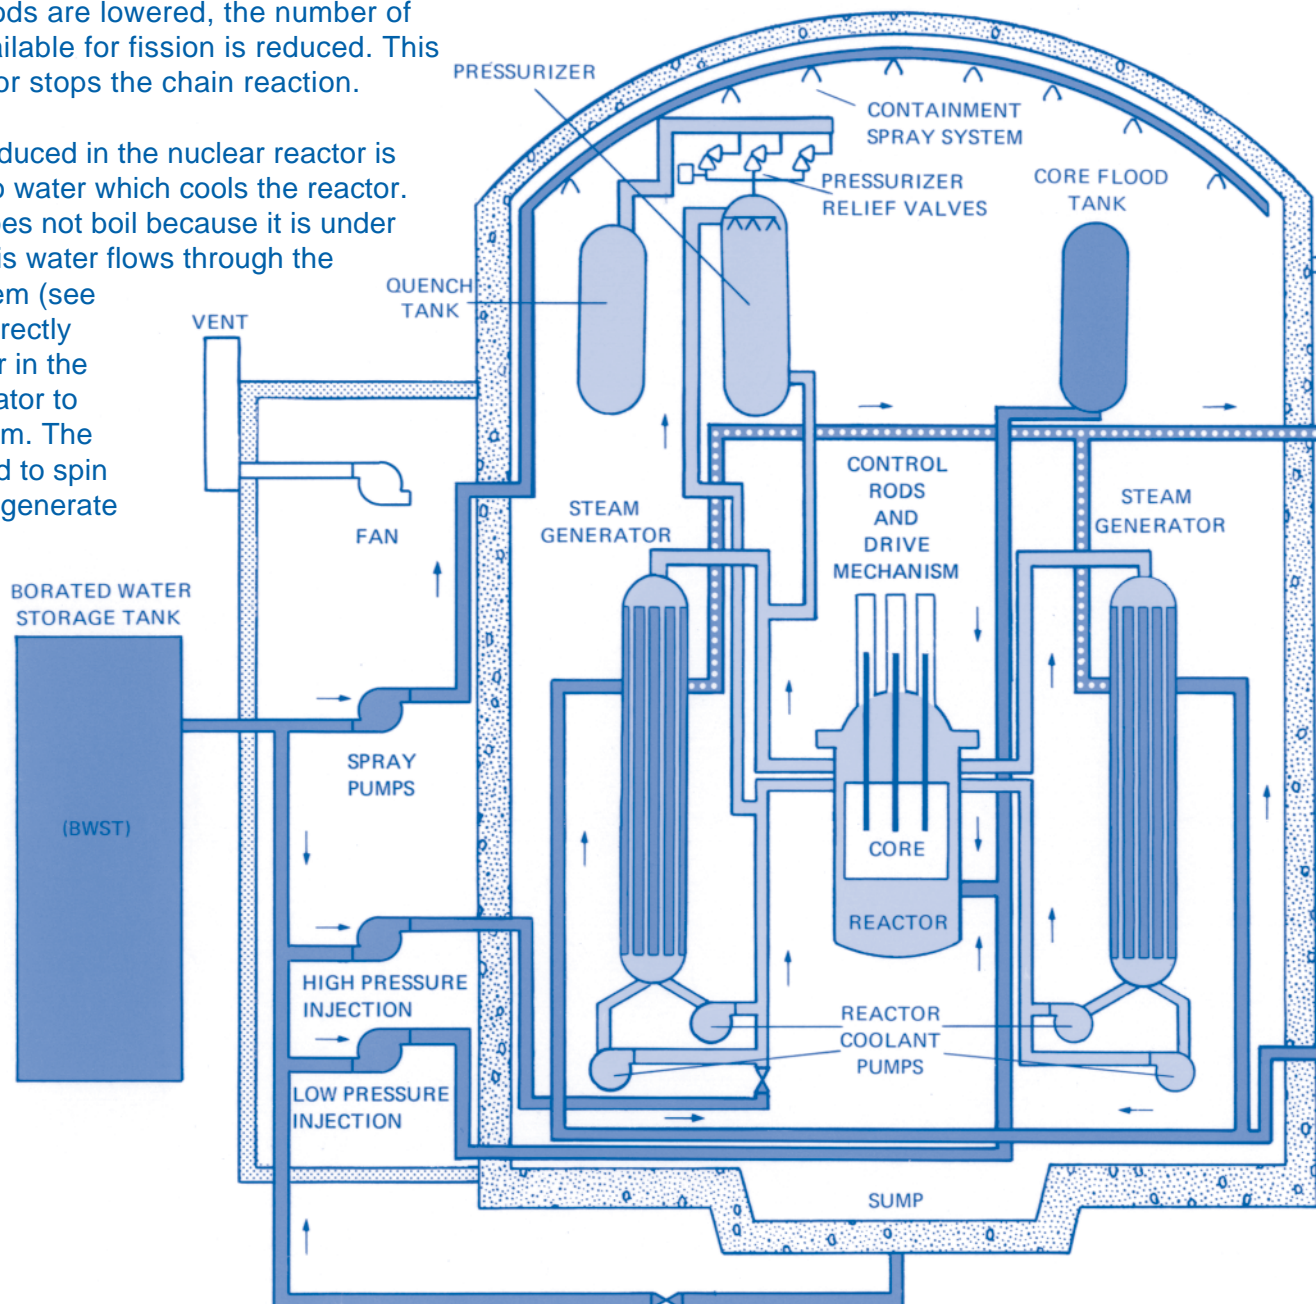 ods are lowered, the number of
ailable for fission is reduced. This
or stops the chain reaction.
duced in the nuclear reactor is
o water which cools the reactor.
oes not boil because it is under
is water flows through the
em (see
rectly
r in the
ator to
m. The
d to spin
generate
PRESSURIZER
CONTAINMENT
SPRAY SYSTEM
PRESSURIZER
RELIEF VALVES
CORE FLOOD
TANK
QUENCH
TANK
VENT
FAN
STEAM
GENERATOR
CONTROL
RODS
AND
DRIVE
MECHANISM
STEAM
GENERATOR
BORATED WATER
STORAGE TANK
(BWST)
SPRAY
PUMPS
CORE
REACTOR
HIGH PRESSURE
INJECTION
REACTOR
COOLANT
PUMPS
LOW PRESSURE
INJECTION
SUMP